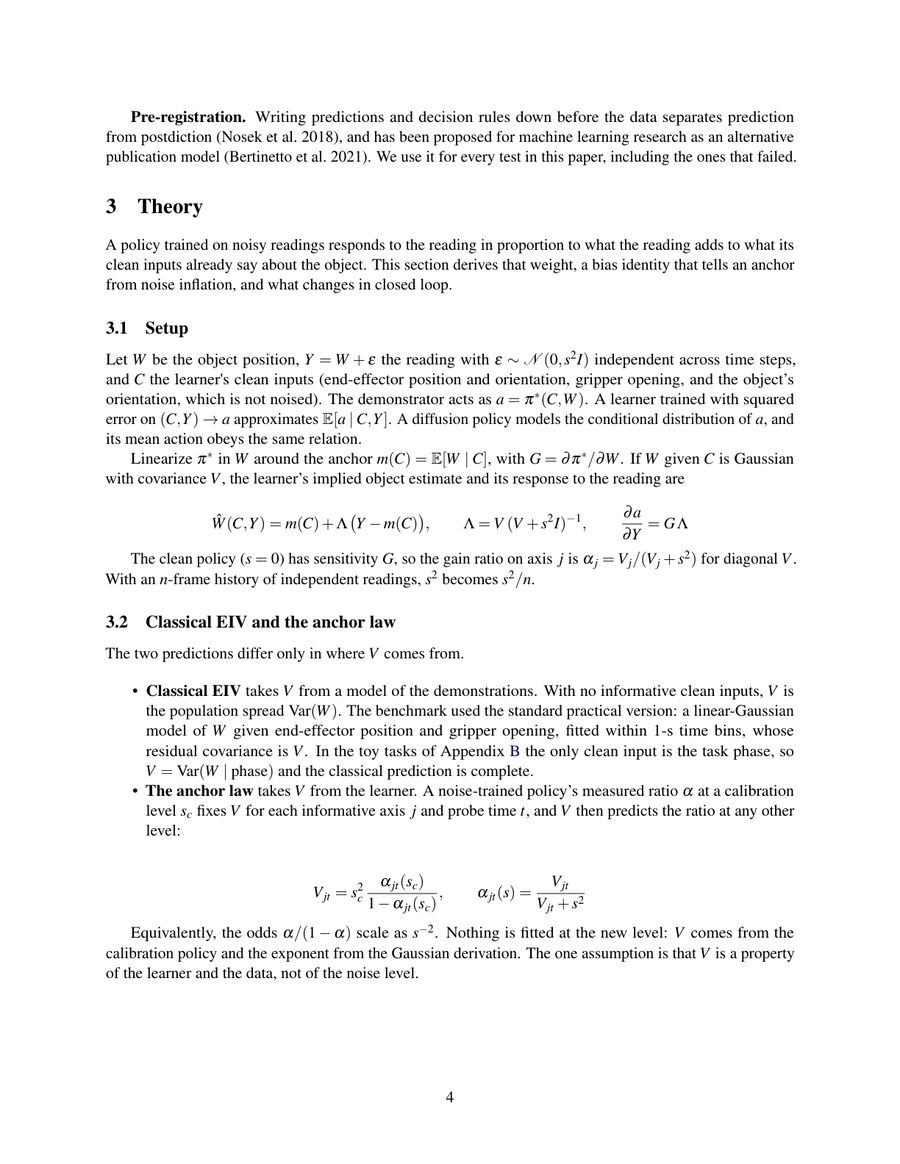 Pre-registration. Writing predictions and decision rules down before the data separates prediction
from postdiction (Nosek et al. 2018), and has been proposed for machine learning research as an alternative
publication model (Bertinetto et al. 2021). We use it for every test in this paper, including the ones that failed.
3 Theory
A policy trained on noisy readings responds to the reading in proportion to what the reading adds to what its
clean inputs already say about the object. This section derives that weight, a bias identity that tells an anchor
from noise inflation, and what changes in closed loop.
3.1 Setup
Let W be the object position, Y = W + ε the reading with ε ∼ 𝒩(0, s²I) independent across time steps,
and C the learner's clean inputs (end-effector position and orientation, gripper opening, and the object’s
orientation, which is not noised). The demonstrator acts as a = π*(C,W). A learner trained with squared
error on (C,Y) → a approximates 𝔼[a | C,Y]. A diffusion policy models the conditional distribution of a, and
its mean action obeys the same relation.
Linearize π* in W around the anchor m(C) = 𝔼[W | C], with G = ∂π*/∂W. If W given C is Gaussian
with covariance V, the learner’s implied object estimate and its response to the reading are
Ŵ(C,Y) = m(C) + Λ(Y − m(C)), Λ = V (V + s²I)⁻¹, ∂a/∂Y = GΛ
The clean policy (s = 0) has sensitivity G, so the gain ratio on axis j is αⱼ = Vⱼ/(Vⱼ + s²) for diagonal V.
With an n-frame history of independent readings, s² becomes s²/n.
3.2 Classical EIV and the anchor law
The two predictions differ only in where V comes from.
• Classical EIV takes V from a model of the demonstrations. With no informative clean inputs, V is
the population spread Var(W). The benchmark used the standard practical version: a linear-Gaussian
model of W given end-effector position and gripper opening, fitted within 1-s time bins, whose
residual covariance is V. In the toy tasks of Appendix B the only clean input is the task phase, so
V = Var(W | phase) and the classical prediction is complete.
• The anchor law takes V from the learner. A noise-trained policy’s measured ratio α at a calibration
level s_c fixes V for each informative axis j and probe time t, and V then predicts the ratio at any other
level:
V_jt = s_c² α_jt(s_c)/(1 − α_jt(s_c)), α_jt(s) = V_jt/(V_jt + s²)
Equivalently, the odds α/(1 − α) scale as s⁻². Nothing is fitted at the new level: V comes from the
calibration policy and the exponent from the Gaussian derivation. The one assumption is that V is a property
of the learner and the data, not of the noise level.
4